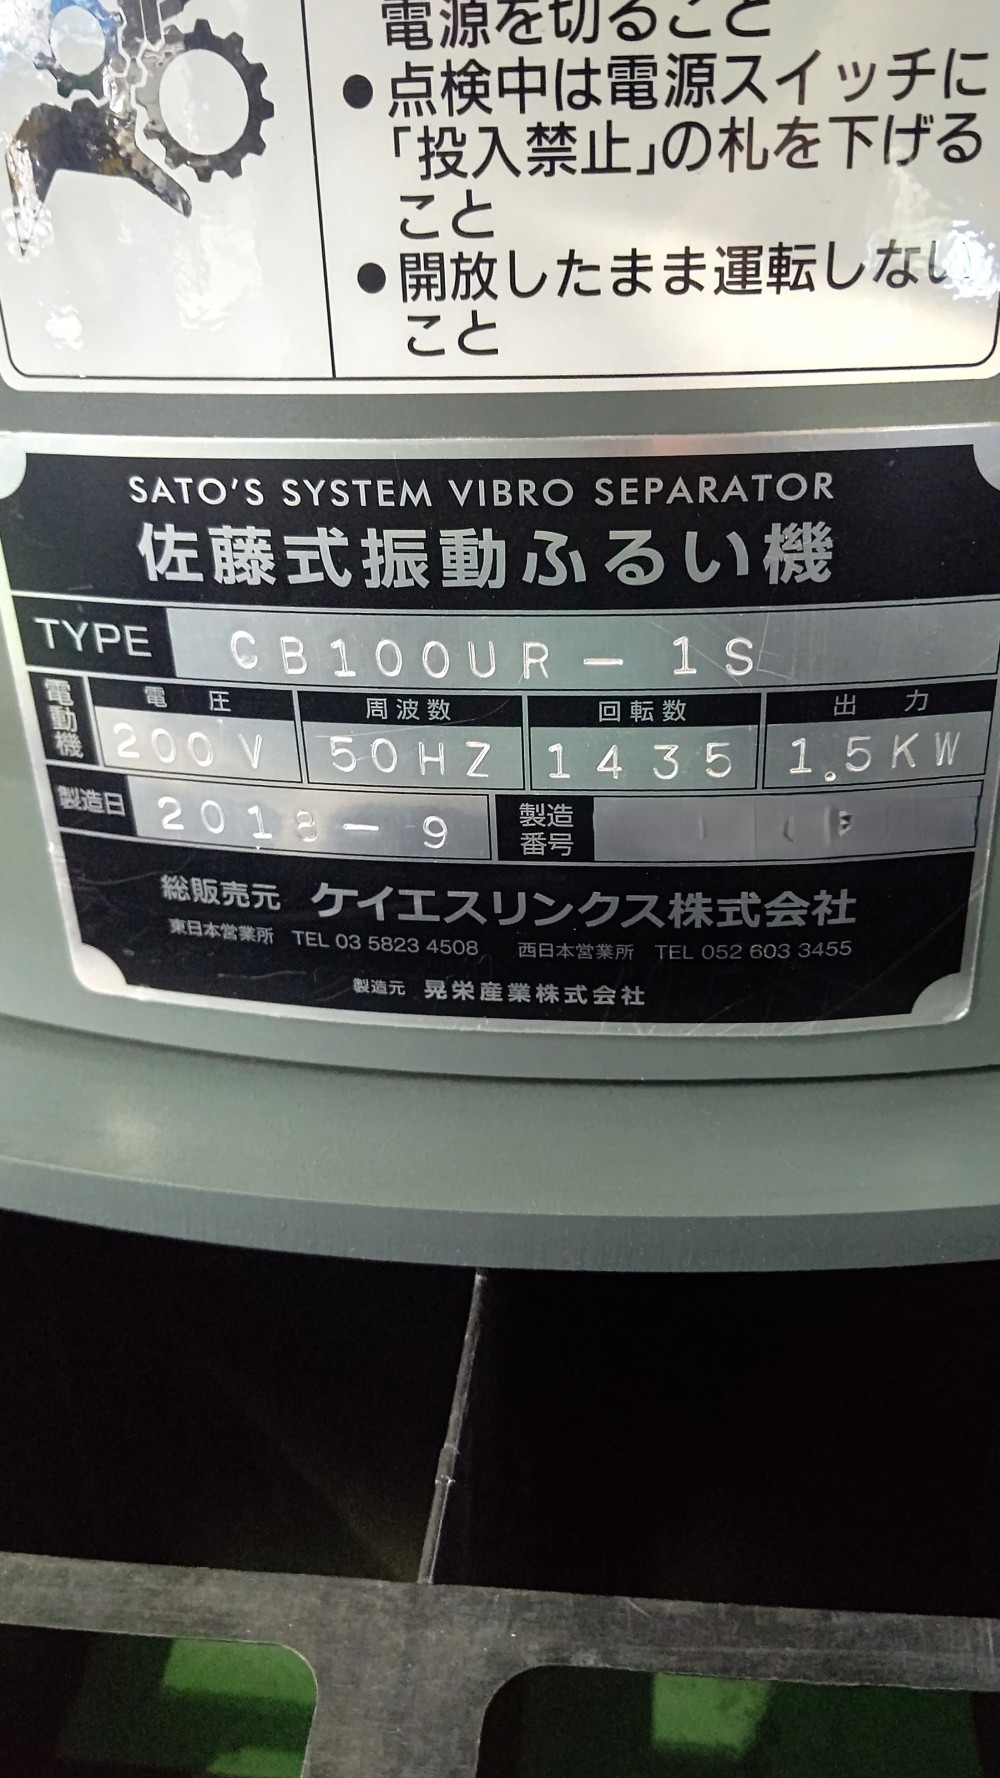 電源を切ること
●点検中は電源スイッチに
「投入禁止」の札を下げる
こと
●開放したまま運転しない
こと
SATO'S SYSTEM VIBRO SEPARATOR
佐藤式振動ふるい機
TYPE CB100UR-1S
電動機 電圧 周波数 回転数 出力
200V 50HZ 1435 1.5KW
製造日 2018-9 製造番号
総販売元 ケイエスリンクス株式会社
東日本営業所 TEL 03 5823 4508 西日本営業所 TEL 052 603 3455
製造元 晃栄産業株式会社